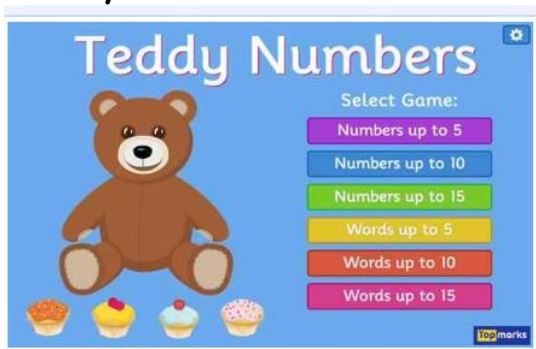 Teddy Numbers
Select Game:
Numbers up to 5
Numbers up to 10
Numbers up to 15
Words up to 5
Words up to 10
Words up to 15
Topmarks